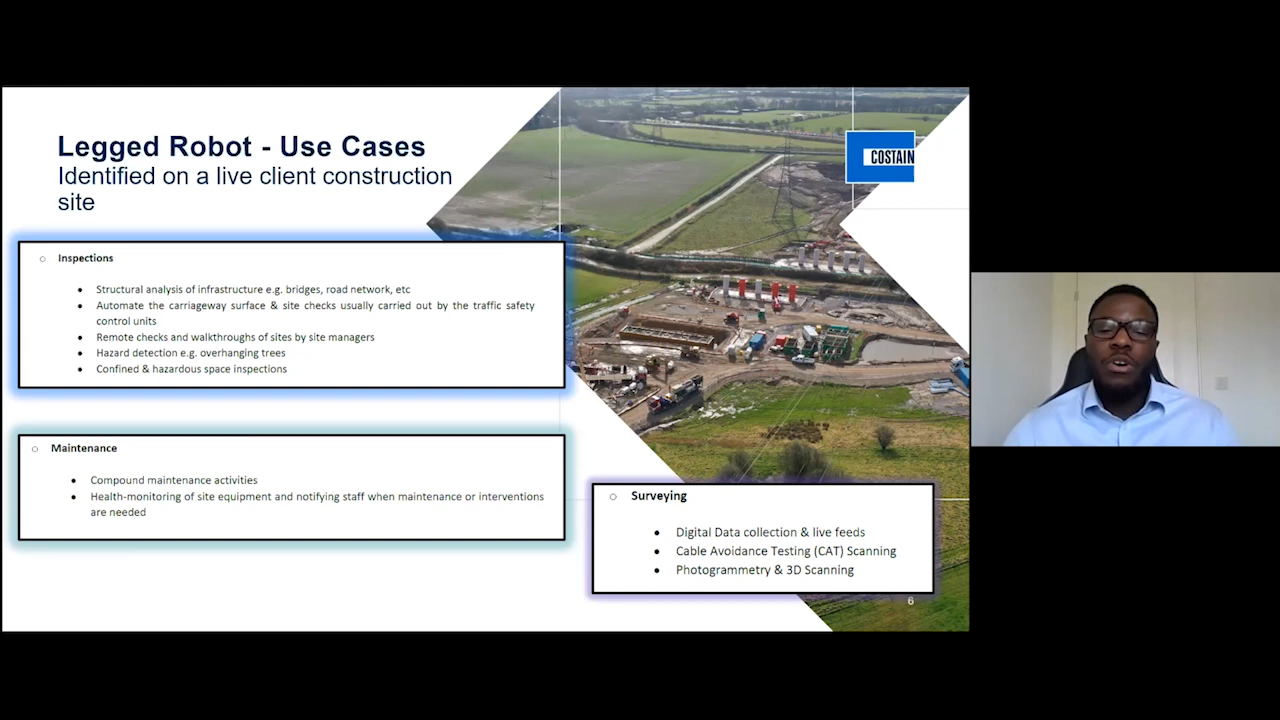 Legged Robot - Use Cases
Identified on a live client construction
site
COSTAIN
Inspections
Structural analysis of infrastructure e.g. bridges, road network, etc
Automate the carriageway surface & site checks usually carried out by the traffic safety
control units
Remote checks and walkthroughs of sites by site managers
Hazard detection e.g. overhanging trees
Confined & hazardous space inspections
Maintenance
Compound maintenance activities
Health-monitoring of site equipment and notifying staff when maintenance or interventions
are needed
Surveying
Digital Data collection & live feeds
Cable Avoidance Testing (CAT) Scanning
Photogrammetry & 3D Scanning
6